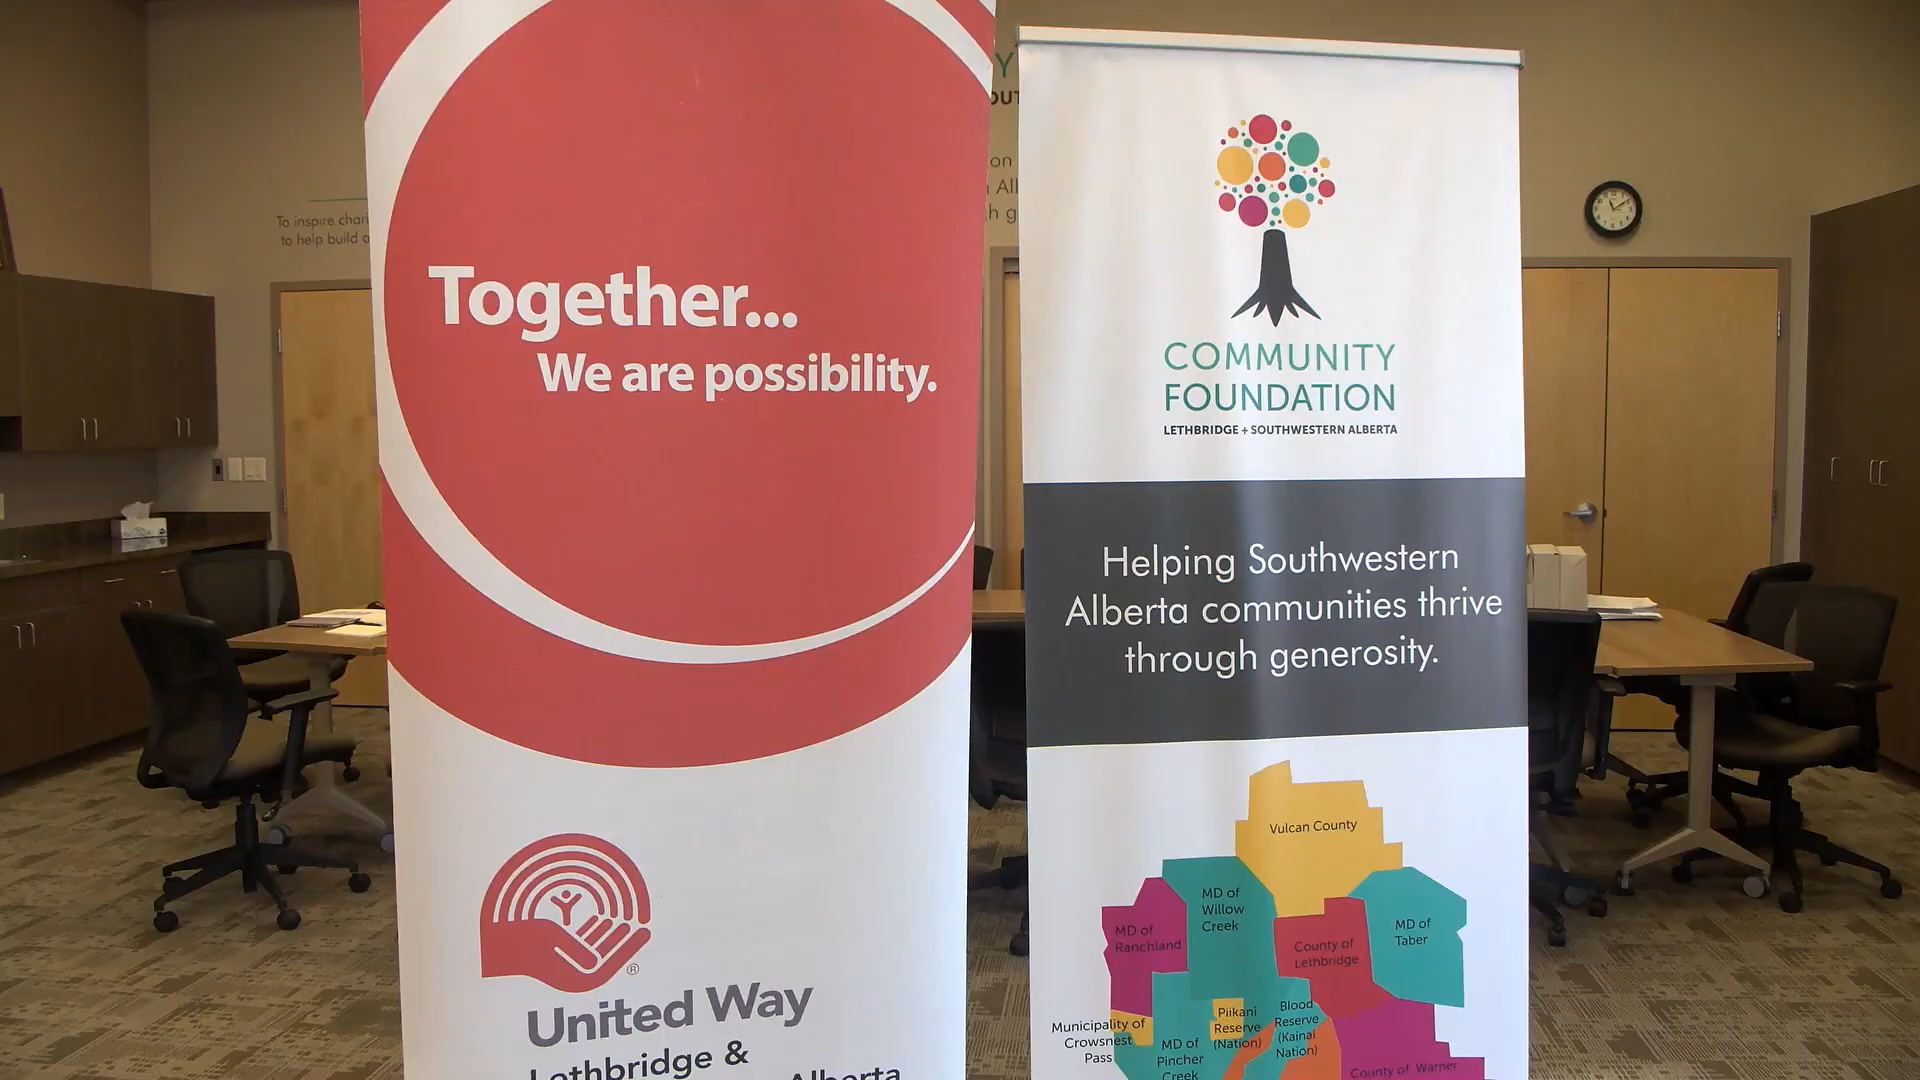 To inspire
to help build
Together...
We are possibility.
®
United Way
Lethbridge &
Alberta
Y
on
COMMUNITY
FOUNDATION
LETHBRIDGE + SOUTHWESTERN ALBERTA
Helping Southwestern
Alberta communities thrive
through generosity.
Vulcan County
MD of
Willow
Creek
MD of
Ranchland
County of
Lethbridge
MD of
Taber
Municipality of
Crowsnest
Pass
MD of
Pincher
Creek
Piikani
Reserve
(Nation)
Blood
Reserve
(Kainai
Nation)
County of Warner